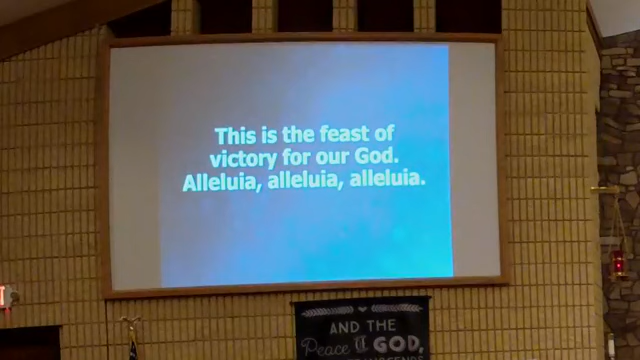 This is the feast of
victory for our God.
Alleluia, alleluia, alleluia.
AND THE
Peace of GOD,